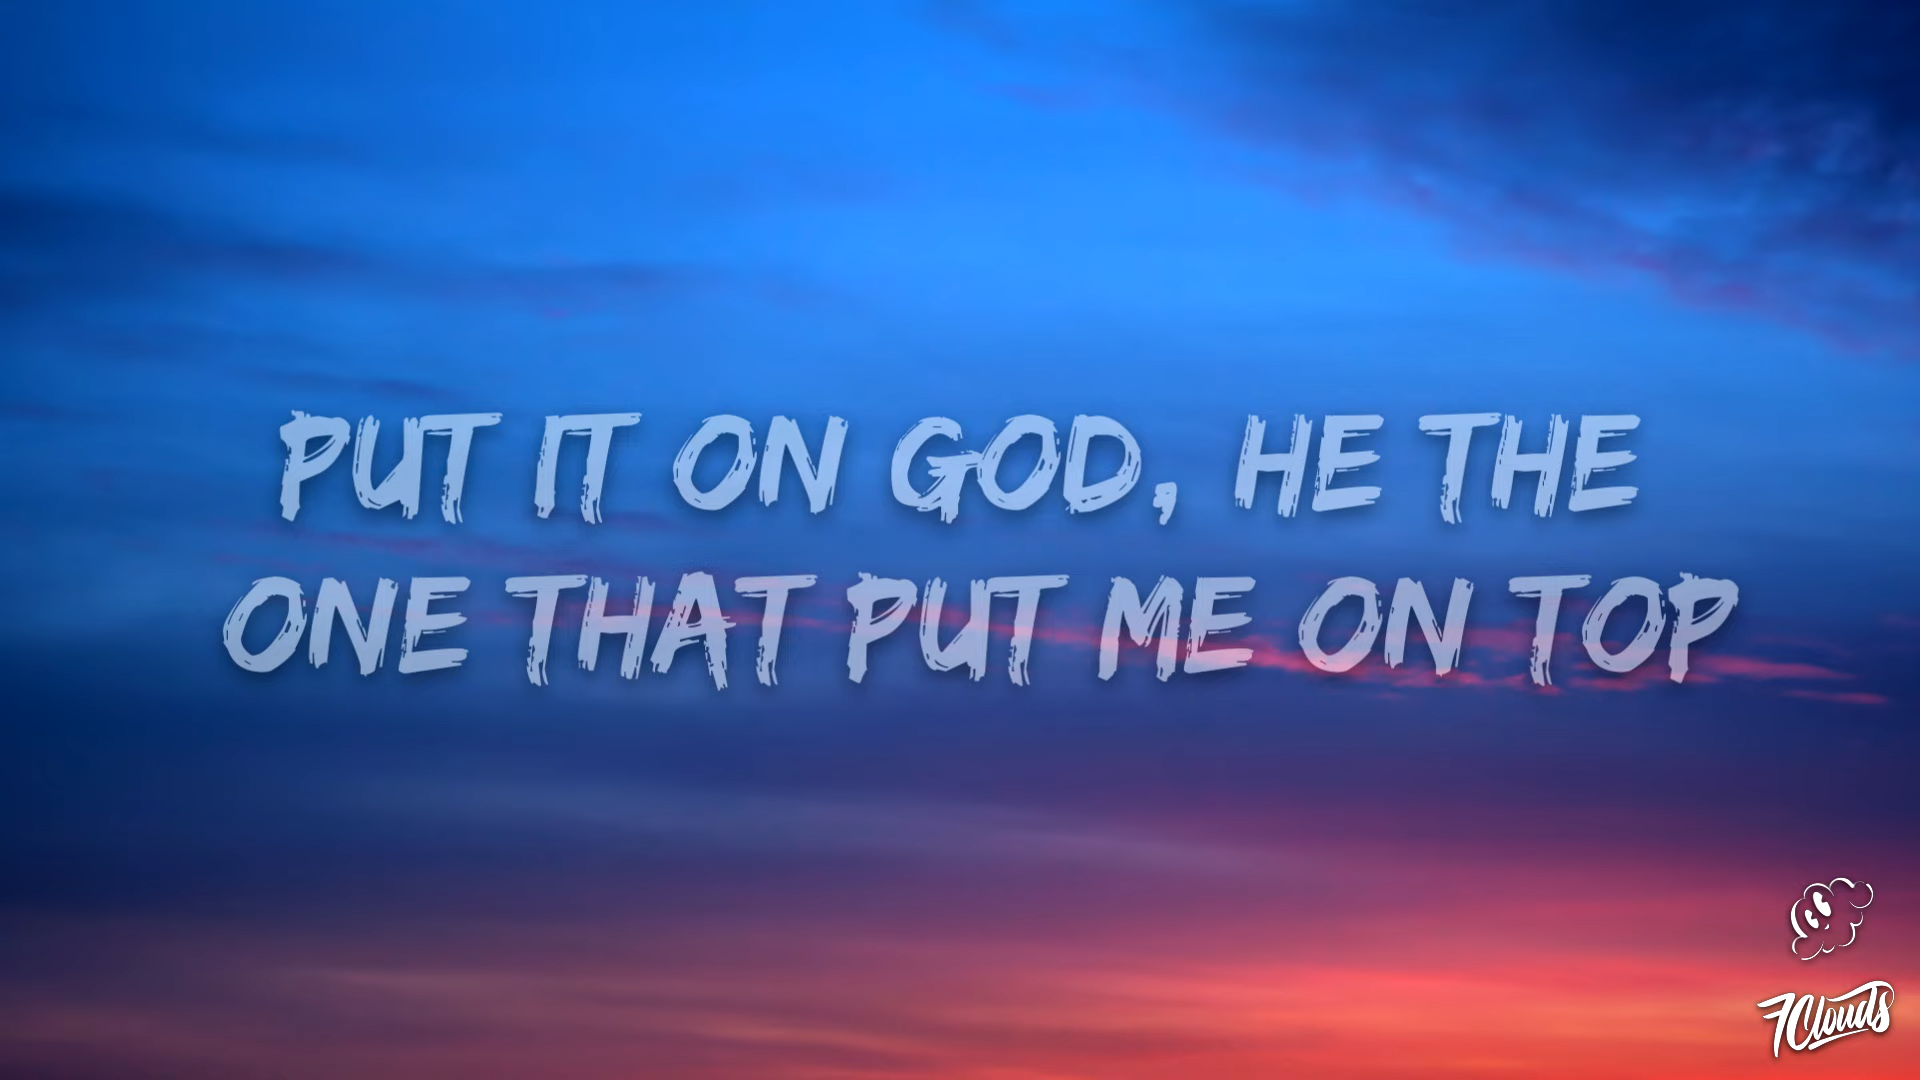 PUT IT ON GOD, HE THE
ONE THAT PUT ME ON TOP
7Clouds